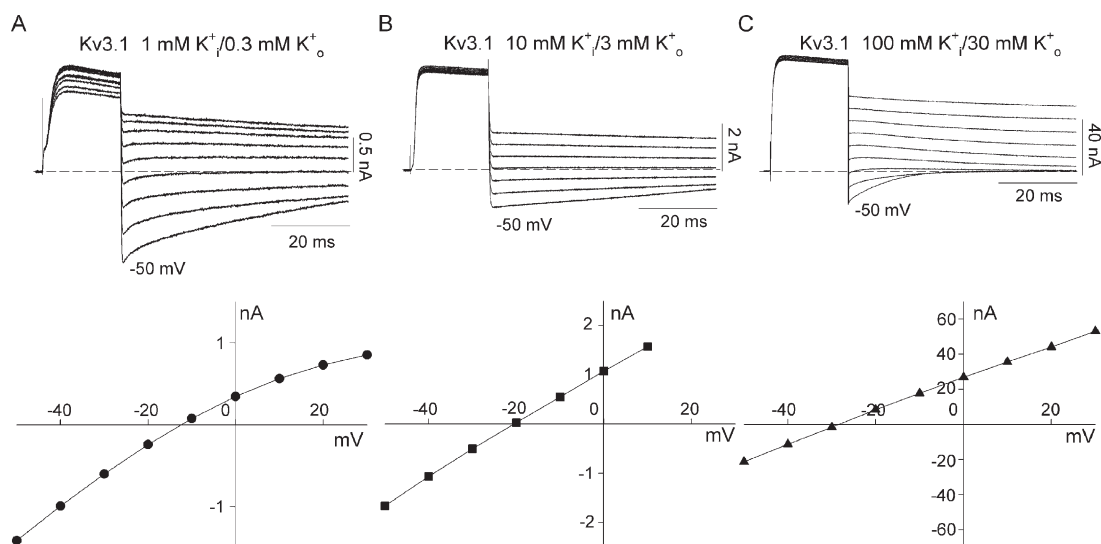 A
Kv3.1 1 mM K⁺i/0.3 mM K⁺o
0.5 nA
20 ms
-50 mV
B
Kv3.1 10 mM K⁺i/3 mM K⁺o
2 nA
20 ms
-50 mV
C
Kv3.1 100 mM K⁺i/30 mM K⁺o
40 nA
20 ms
-50 mV
nA
1
-40 -20 0 20
mV
-1
nA
2
1
-40 -20 0
mV
-1
-2
nA
60
40
20
-40 -20 0 20
mV
-20
-40
-60